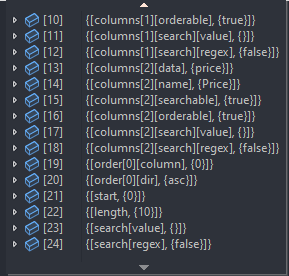 [10] {[columns[1][orderable], {true}]}
[11] {[columns[1][search][value], {}]}
[12] {[columns[1][search][regex], {false}]}
[13] {[columns[2][data], {price}]}
[14] {[columns[2][name], {Price}]}
[15] {[columns[2][searchable], {true}]}
[16] {[columns[2][orderable], {true}]}
[17] {[columns[2][search][value], {}]}
[18] {[columns[2][search][regex], {false}]}
[19] {[order[0][column], {0}]}
[20] {[order[0][dir], {asc}]}
[21] {[start, {0}]}
[22] {[length, {10}]}
[23] {[search[value], {}]}
[24] {[search[regex], {false}]}